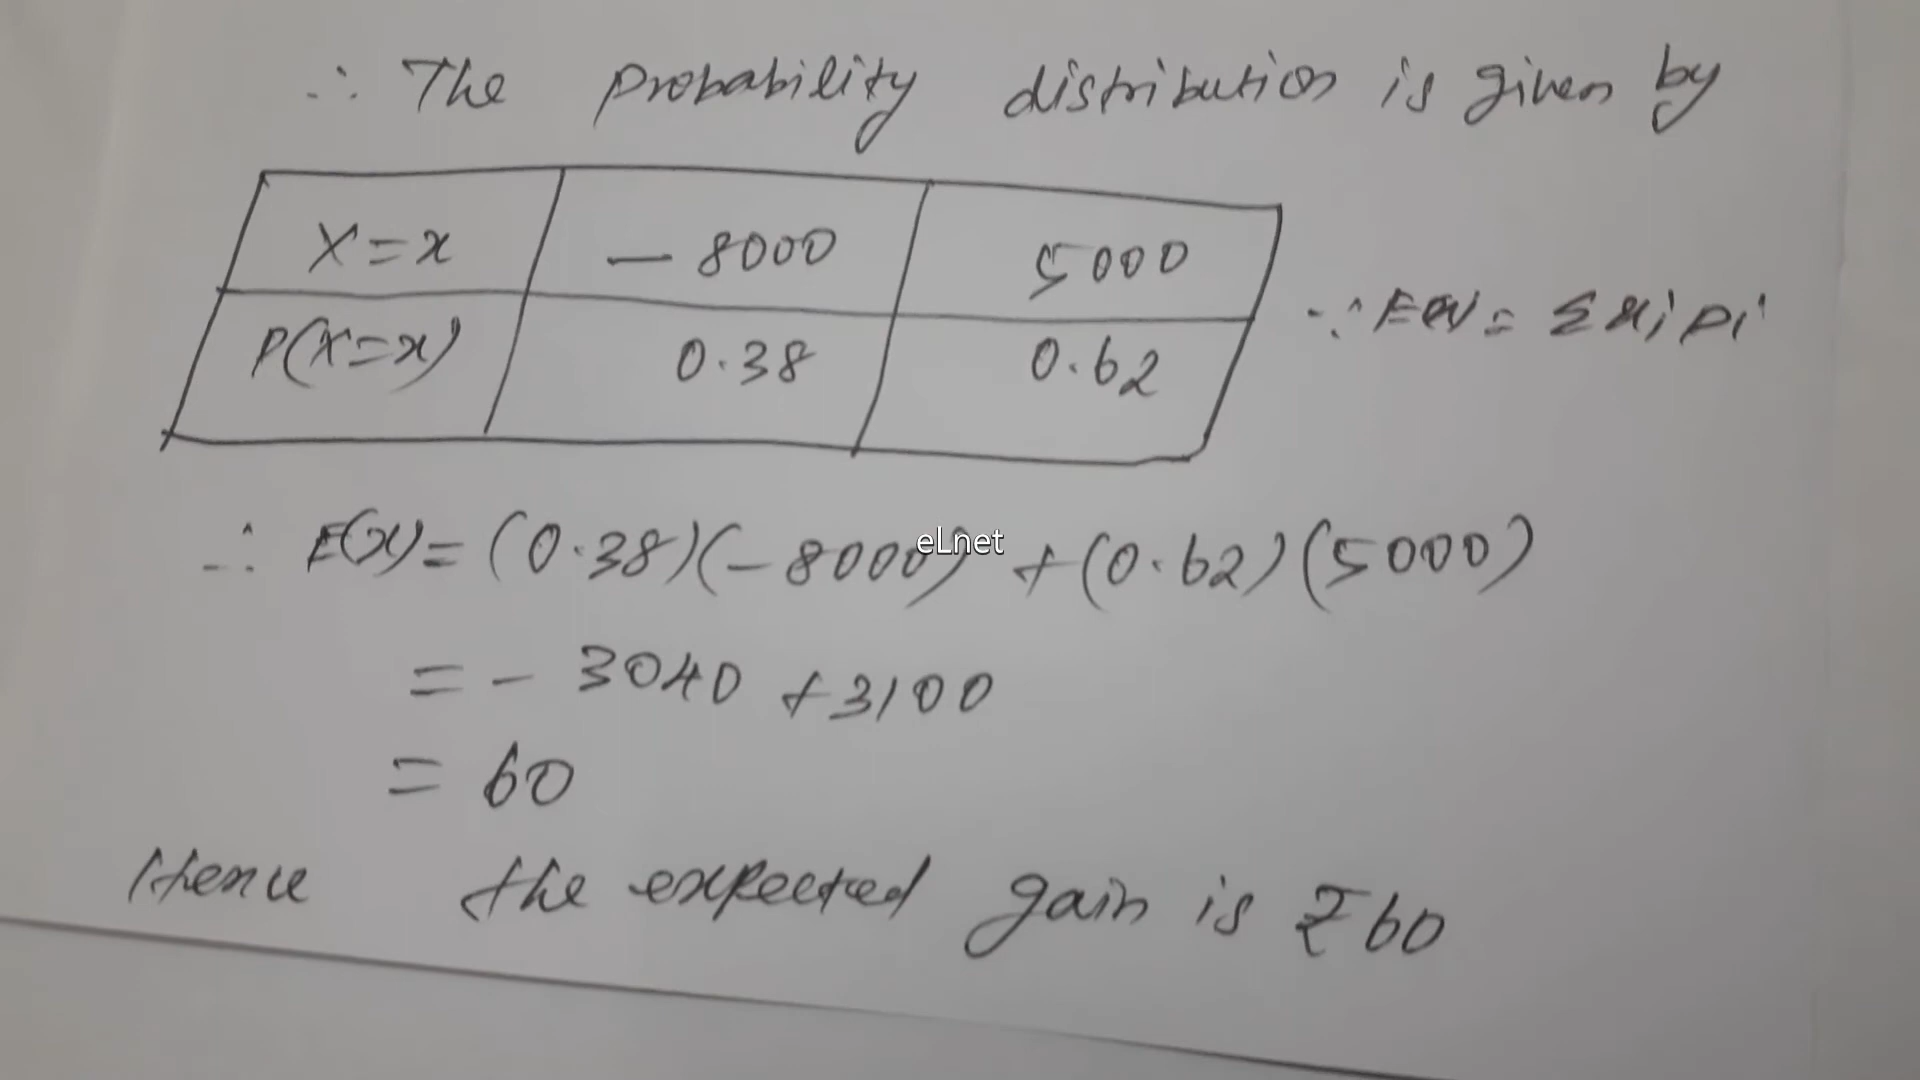 ∴ The probability distribution is given by
X=x -8000 5000
P(X=x) 0.38 0.62
∵ E(x) = Σxipi
∴ E(x) = (0.38)(-8000) + (0.62)(5000)
eLnet
= - 3040 + 3100
= 60
Hence the expected gain is ₹60